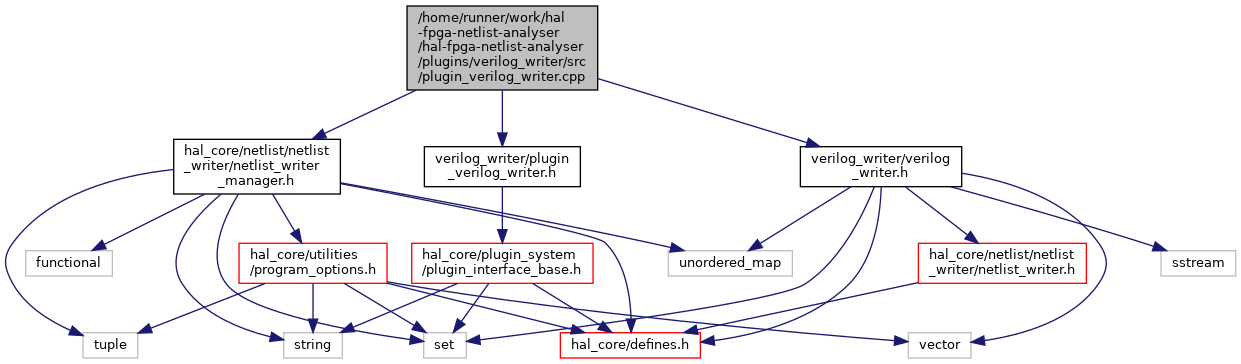 /home/runner/work/hal
-fpga-netlist-analyser
/hal-fpga-netlist-analyser
/plugins/verilog_writer/src
/plugin_verilog_writer.cpp
hal_core/netlist/netlist
_writer/netlist_writer
_manager.h
verilog_writer/plugin
_verilog_writer.h
verilog_writer/verilog
_writer.h
functional
hal_core/utilities
/program_options.h
hal_core/plugin_system
/plugin_interface_base.h
unordered_map
hal_core/netlist/netlist
_writer/netlist_writer.h
sstream
tuple
string
set
hal_core/defines.h
vector